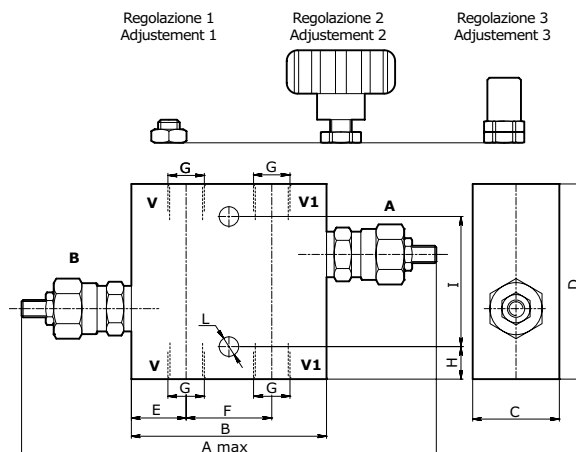 Regolazione 1
Adjustement 1
Regolazione 2
Adjustement 2
Regolazione 3
Adjustement 3
G
G
V
V1
A
B
L
I
D
H
V
V1
G
G
E
F
C
B
A max